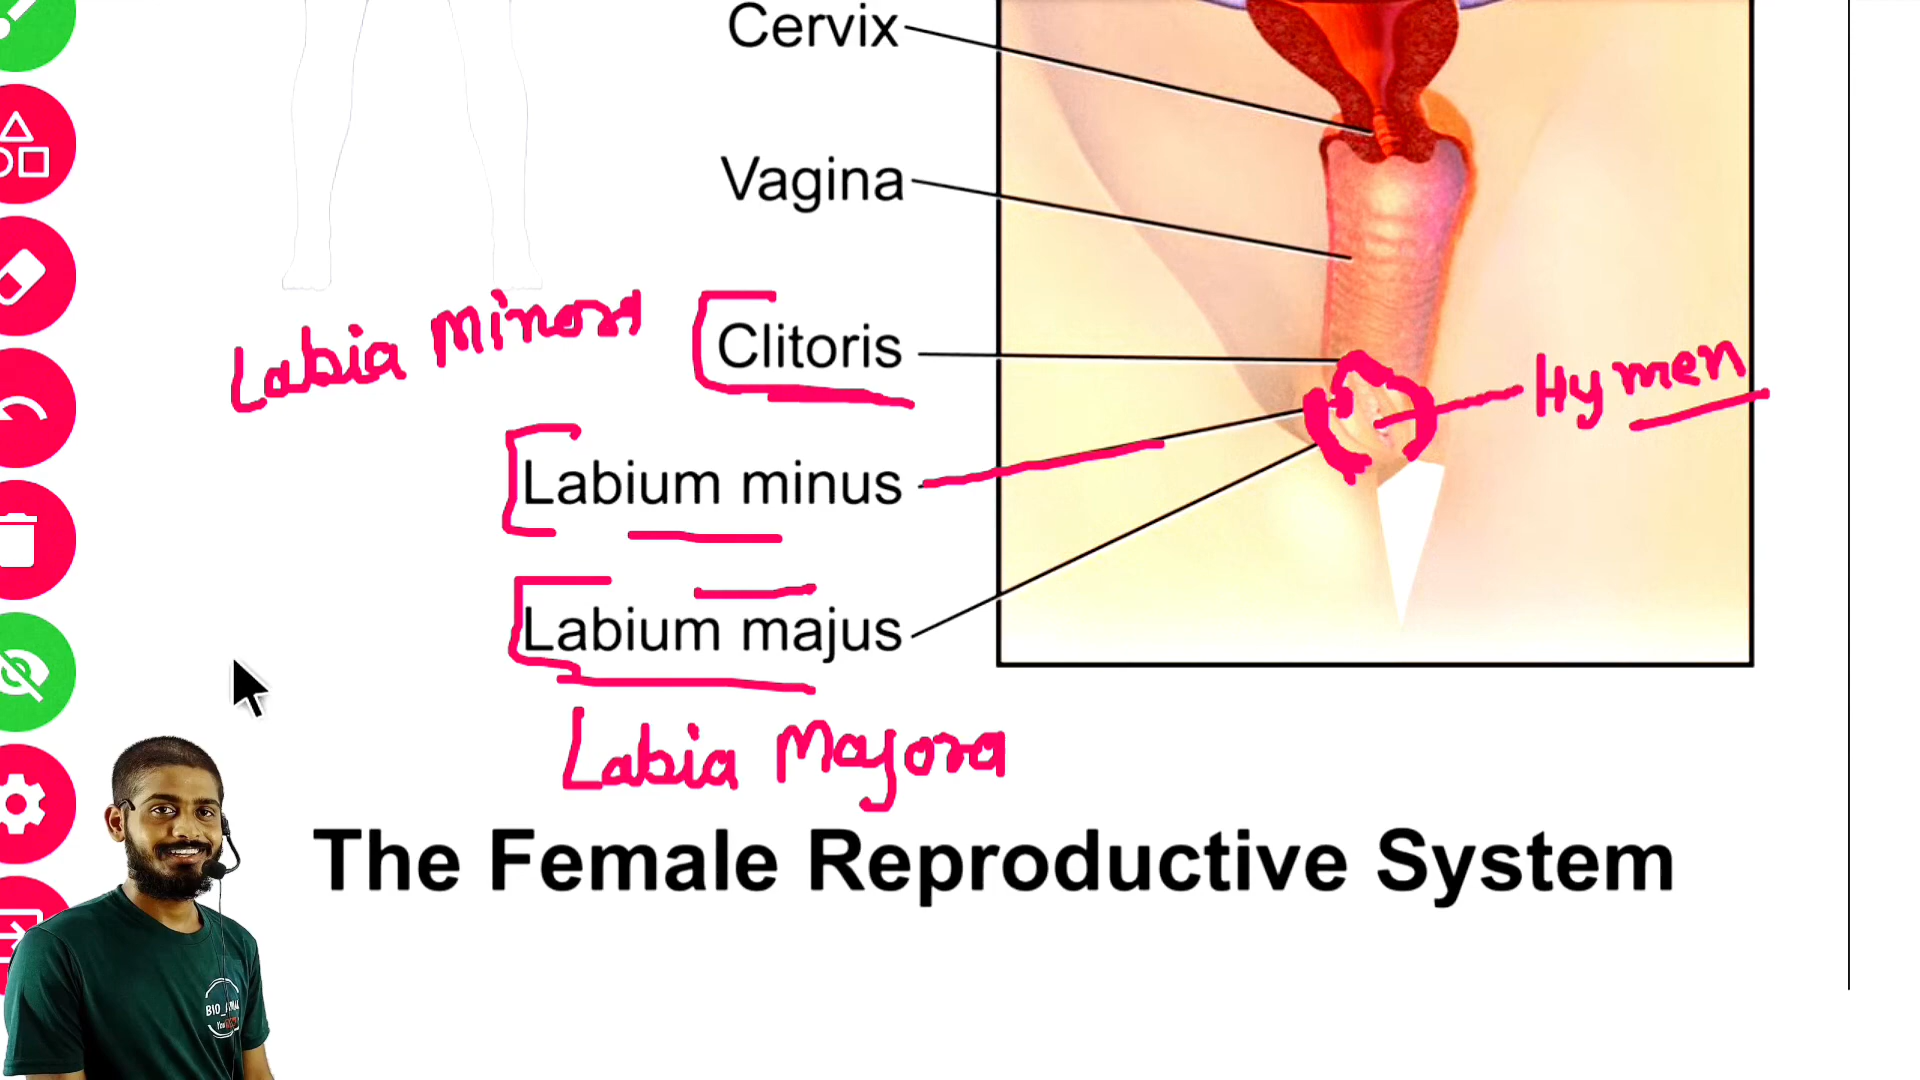 Cervix
Vagina
Labia Minora
Clitoris
Hymen
Labium minus
Labium majus
Labia Majora
The Female Reproductive System